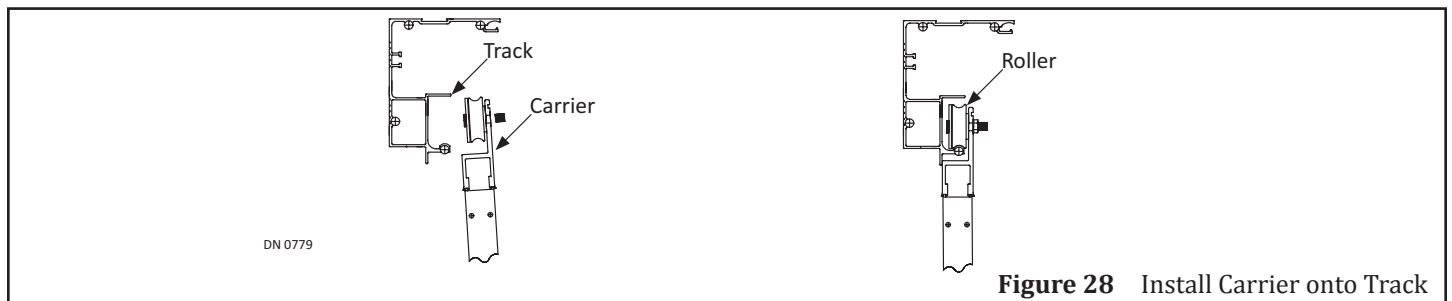 Track
Carrier
Roller
DN 0779
Figure 28 Install Carrier onto Track